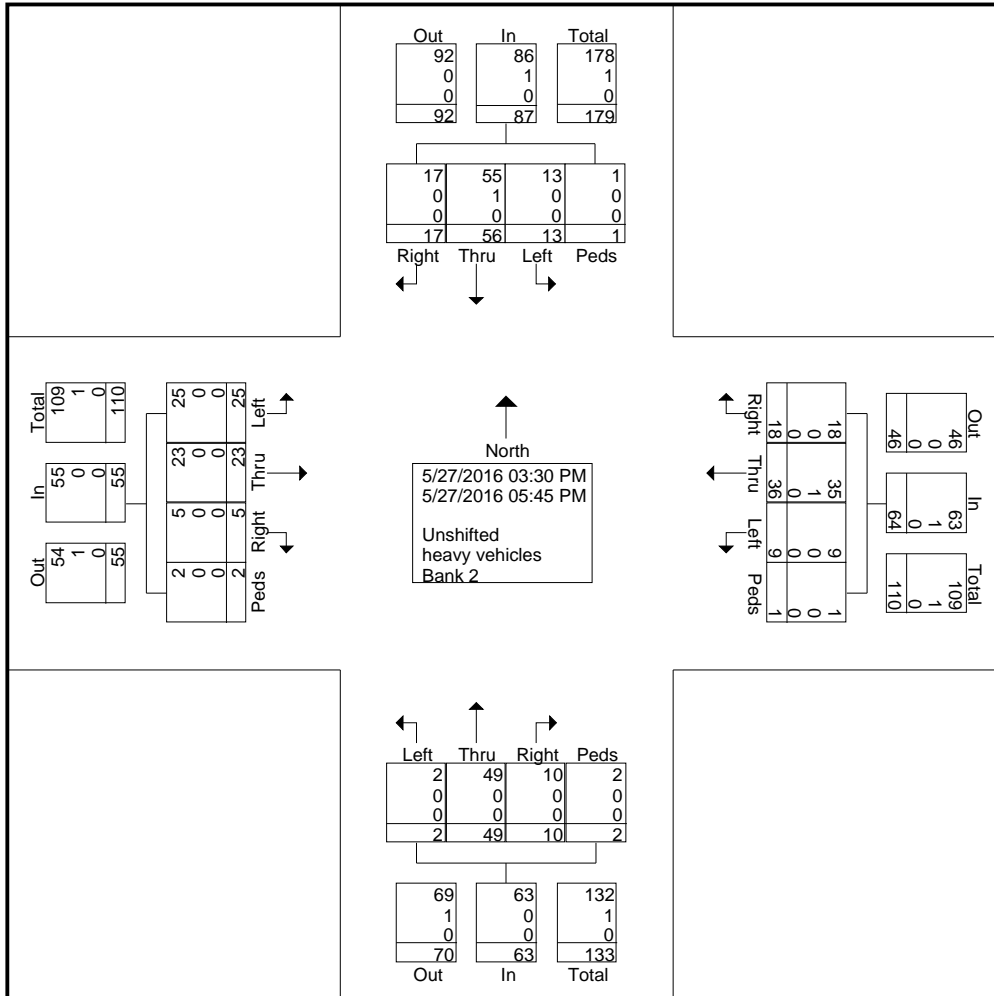 Out In Total
92 86 178
0 1 1
0 0 0
92 87 179
17 55 13 1
0 1 0 0
0 0 0 0
17 56 13 1
Right Thru Left Peds
Total
109 1 0 110
In
55 0 0 55
Out
54 1 0 55
25 0 0 25 Left
23 0 0 23 Thru
5 0 0 5 Right
2 0 0 2 Peds
North
5/27/2016 03:30 PM
5/27/2016 05:45 PM
Unshifted
heavy vehicles
Bank 2
Right 18 0 0 18
Thru 35 1 0 36
Left 9 0 0 9
Peds 1 0 0 1
Out
46 0 0 46
In
63 1 0 64
Total
109 1 0 110
Left Thru Right Peds
2 49 10 2
0 0 0 0
0 0 0 0
2 49 10 2
69 63 132
1 0 1
0 0 0
70 63 133
Out In Total